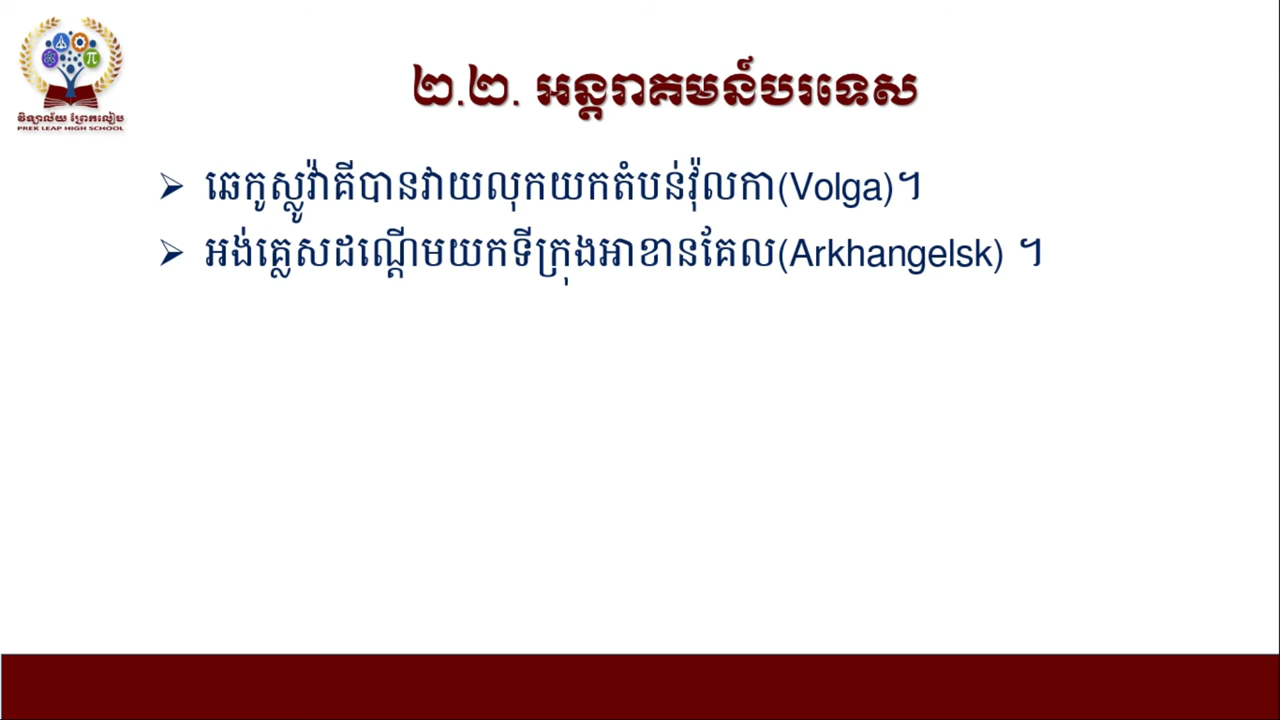 វិទ្យាល័យ ព្រែកលៀប
PREK LEAP HIGH SCHOOL
២.២. អន្តរាគមន៍បរទេស
ឆេកូស្លូវ៉ាគីបានវាយលុកយកតំបន់វ៉ុលកា(Volga)។
អង់គ្លេសដណ្ដើមយកទីក្រុងអាខានគែល(Arkhangelsk) ។